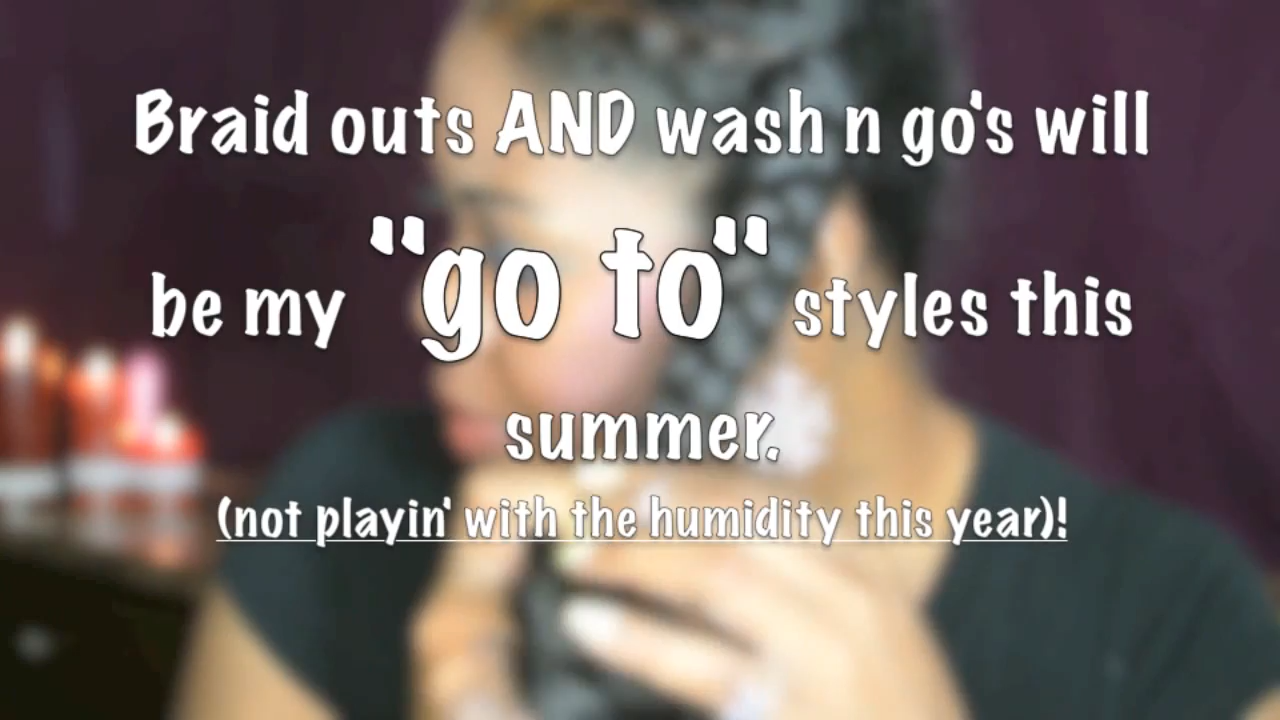 Braid outs AND wash n go's will
be my "go to" styles this
summer.
(not playin' with the humidity this year)!